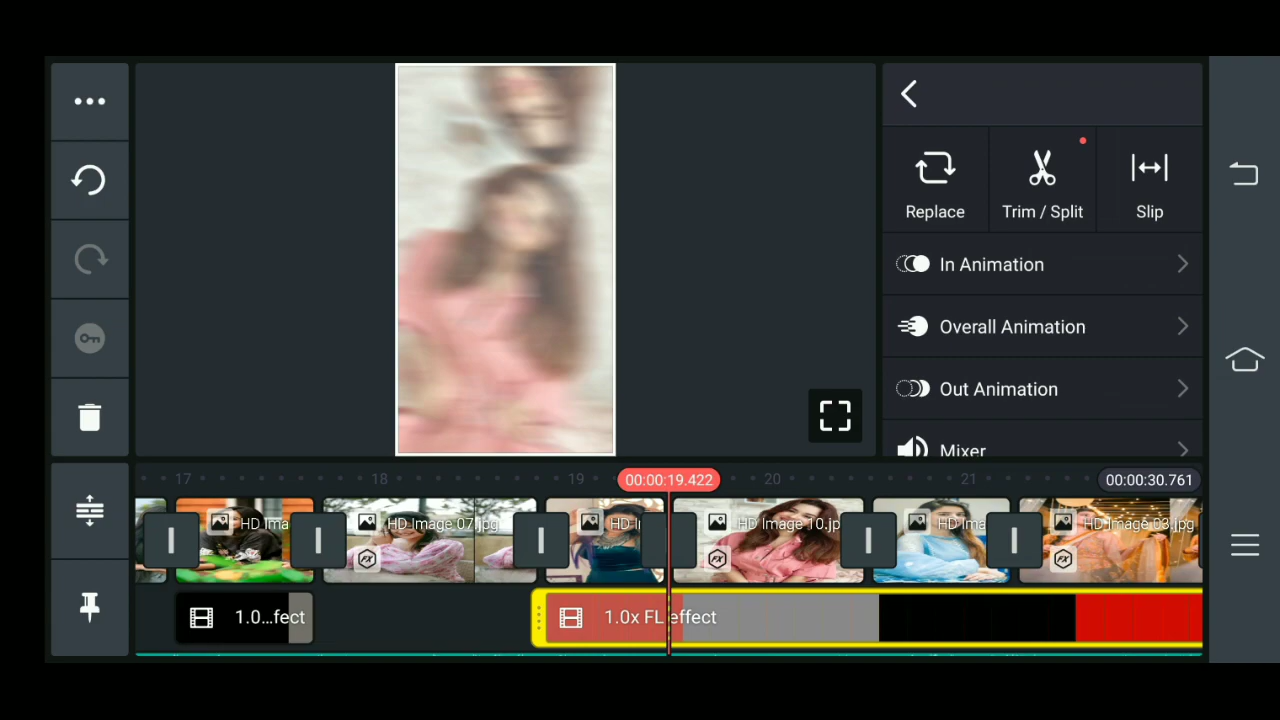 Replace
Trim / Split
Slip
In Animation
Overall Animation
Out Animation
Mixer
17
18
19
00:00:19.422
20
21
00:00:30.761
HD Ima
HD Image 07.jpg
HD I
HD Image 10.jp
HD Ima
HD Image 03.jpg
1.0...fect
1.0x FL effect